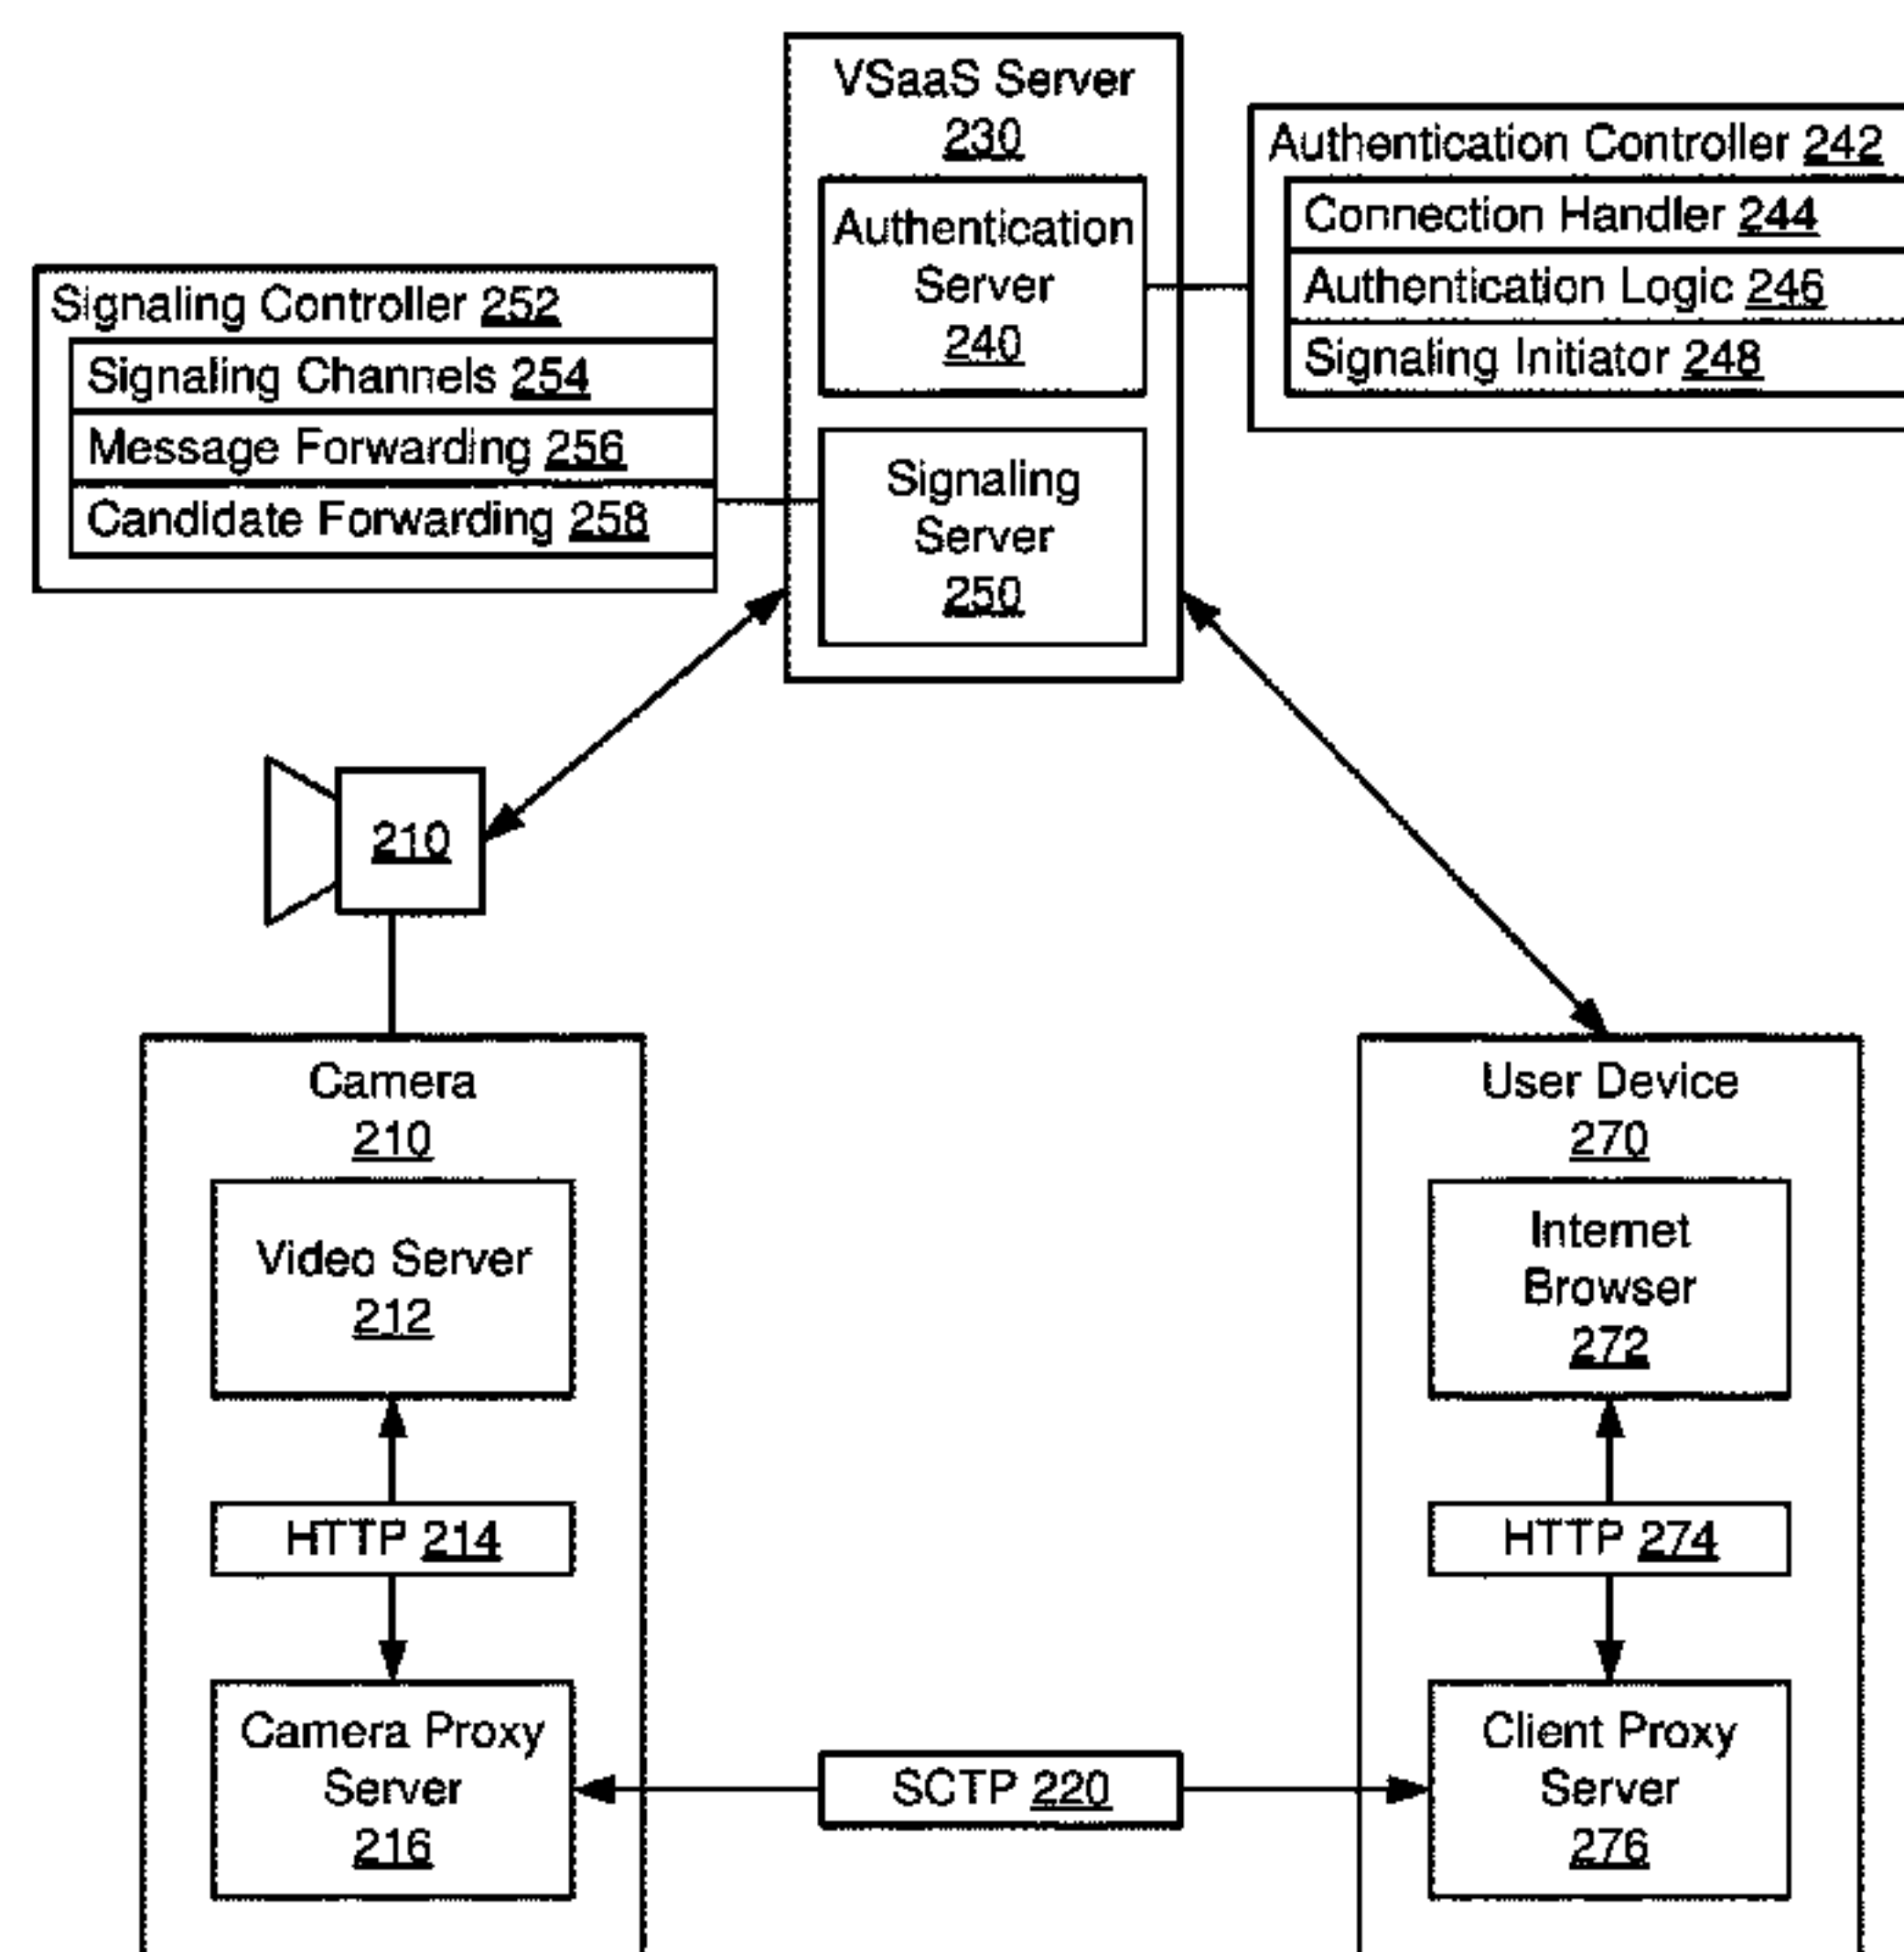 VSaaS Server
230
Authentication
Server
240
Signaling
Server
250
Authentication Controller 242
Connection Handler 244
Authentication Logic 246
Signaling Initiator 248
Signaling Controller 252
Signaling Channels 254
Message Forwarding 256
Candidate Forwarding 258
210
Camera
210
Video Server
212
HTTP 214
Camera Proxy
Server
216
SCTP 220
User Device
270
Internet
Browser
272
HTTP 274
Client Proxy
Server
276